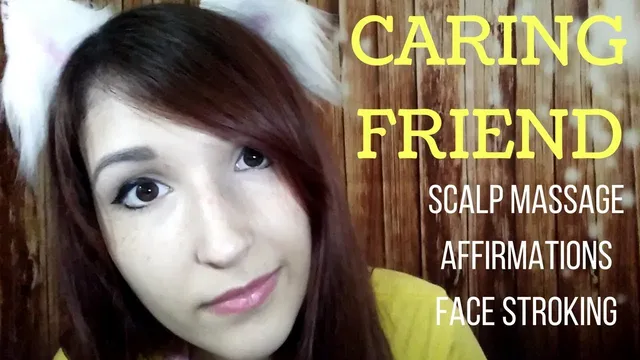 CARING
FRIEND
SCALP MASSAGE
AFFIRMATIONS
FACE STROKING